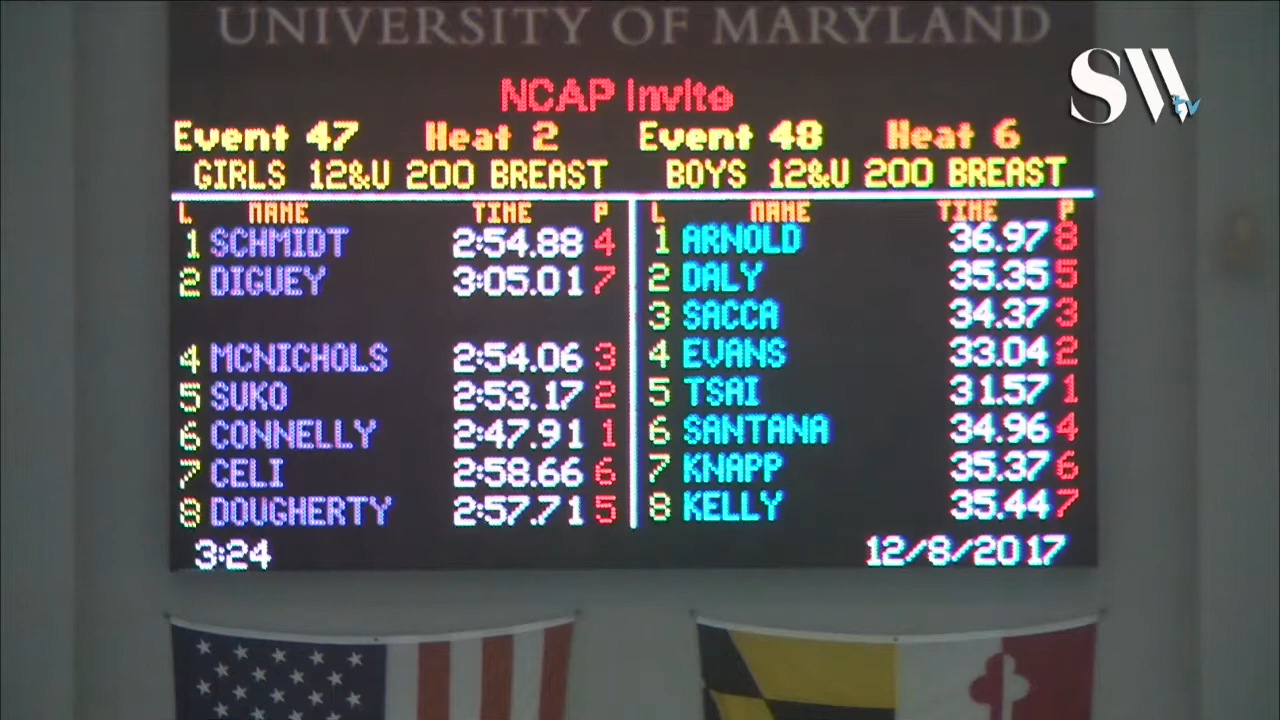 UNIVERSITY OF MARYLAND
SW
tv
NCAP Invite
Event 47 Heat 2
GIRLS 12&U 200 BREAST
L NAME TIME P
1 SCHMIDT 2:54.88 4
2 DIGUEY 3:05.01 7
4 MCNICHOLS 2:54.06 3
5 SUKO 2:53.17 2
6 CONNELLY 2:47.91 1
7 CELI 2:58.66 6
8 DOUGHERTY 2:57.71 5
3:24
Event 48 Heat 6
BOYS 12&U 200 BREAST
L NAME TIME P
1 ARNOLD 36.97 8
2 DALY 35.35 5
3 SACCA 34.37 3
4 EVANS 33.04 2
5 TSAI 31.57 1
6 SANTANA 34.96 4
7 KNAPP 35.37 6
8 KELLY 35.44 7
12/8/2017